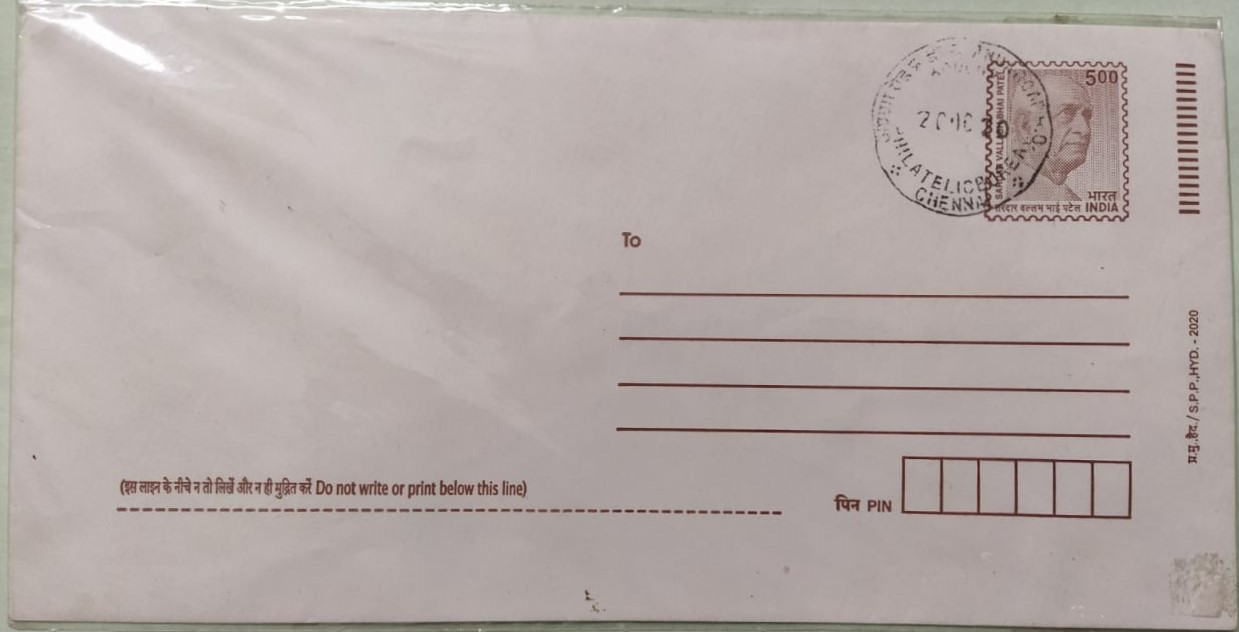 5.00
SARDAR VALLABHBHAI PATEL
भारत
सरदार वल्लभ भाई पटेल INDIA
PHILATELIC BUREAU
CHENNAI
To
प्र.मु.,हैद./ S.P.P.,HYD. - 2020
(इस लाइन के नीचे न तो लिखें और न ही मुद्रित करें Do not write or print below this line)
पिन PIN